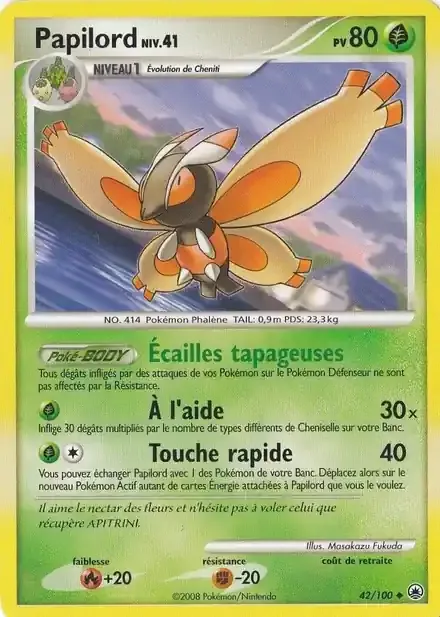 Papilord NIV.41
PV 80
NIVEAU 1 Évolution de Cheniti
NO. 414 Pokémon Phalène TAIL: 0,9m PDS: 23,3kg
Poké-BODY Écailles tapageuses
Tous dégâts infligés par des attaques de vos Pokémon sur le Pokémon Défenseur ne sont
pas affectés par la Résistance.
À l'aide 30x
Inflige 30 dégâts multipliés par le nombre de types différents de Cheniselle sur votre Banc.
Touche rapide 40
Vous pouvez échanger Papilord avec 1 des Pokémon de votre Banc. Déplacez alors sur le
nouveau Pokémon Actif autant de cartes Énergie attachées à Papilord que vous le voulez.
Il aime le nectar des fleurs et n'hésite pas à voler celui que
récupère APITRINI.
Illus. Masakazu Fukuda
faiblesse résistance coût de retraite
+20 -20
©2008 Pokémon/Nintendo 42/100